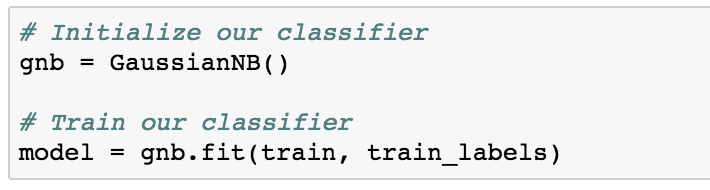 # Initialize our classifier
gnb = GaussianNB()
# Train our classifier
model = gnb.fit(train, train_labels)